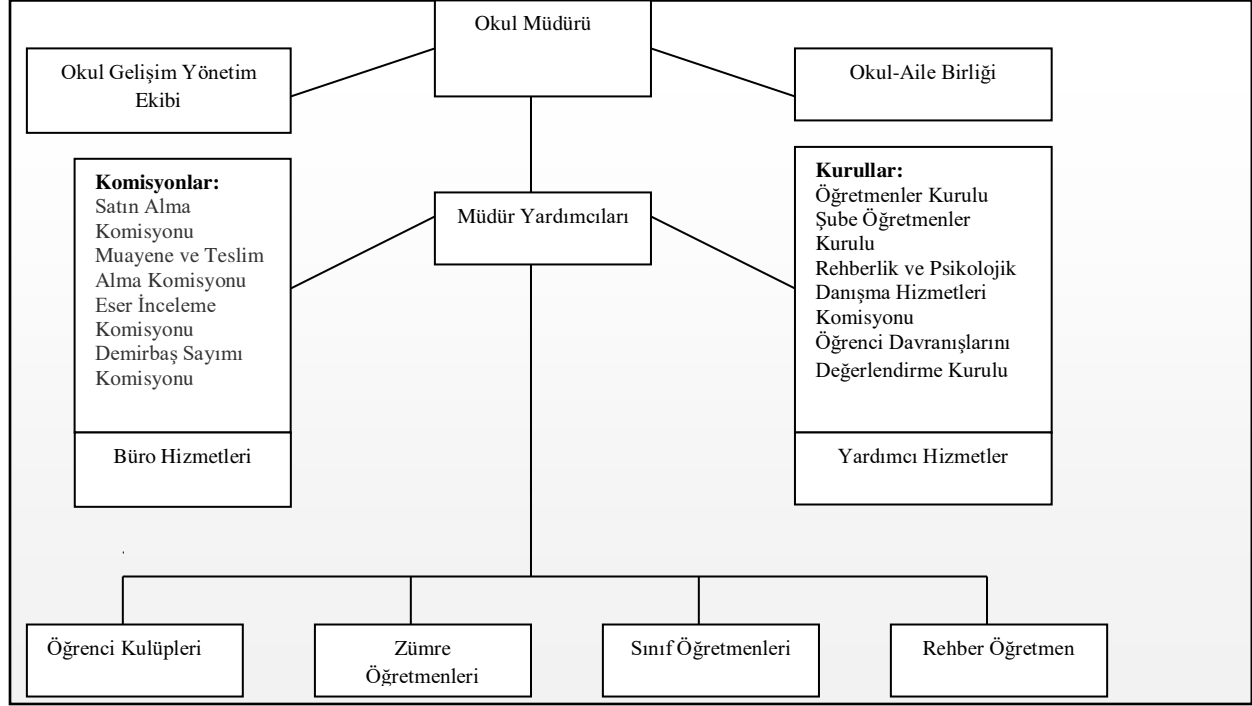 Okul Müdürü
Okul Gelişim Yönetim
Ekibi
Okul-Aile Birliği
Komisyonlar:
Satın Alma
Komisyonu
Muayene ve Teslim
Alma Komisyonu
Eser İnceleme
Komisyonu
Demirbaş Sayımı
Komisyonu
Müdür Yardımcıları
Kurullar:
Öğretmenler Kurulu
Şube Öğretmenler
Kurulu
Rehberlik ve Psikolojik
Danışma Hizmetleri
Komisyonu
Öğrenci Davranışlarını
Değerlendirme Kurulu
Büro Hizmetleri
Yardımcı Hizmetler
Öğrenci Kulüpleri
Zümre
Öğretmenleri
Sınıf Öğretmenleri
Rehber Öğretmen